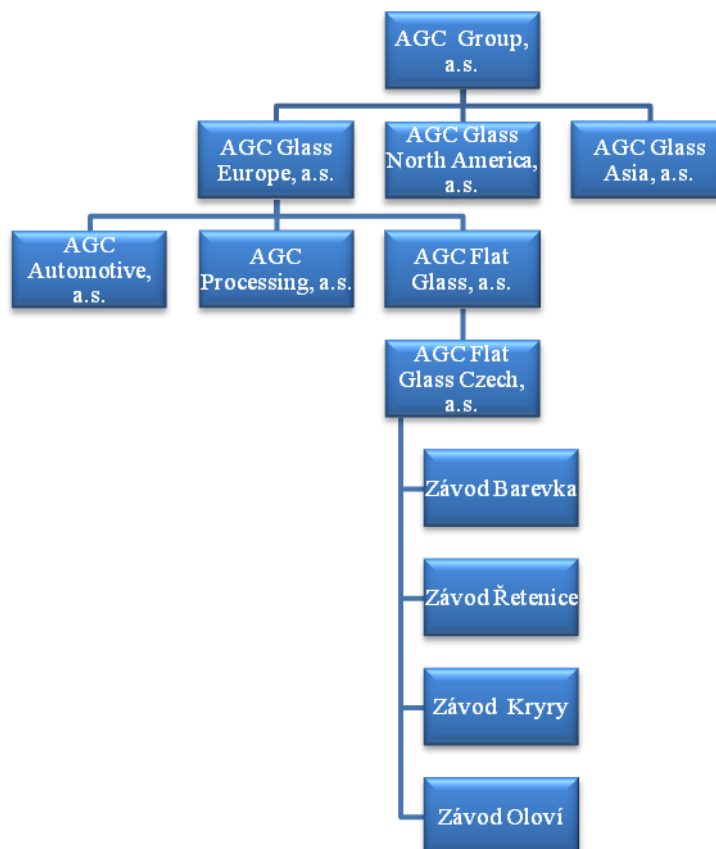 AGC Group,
a.s.
AGC Glass
Europe, a.s.
AGC Glass
North America,
a.s.
AGC Glass
Asia, a.s.
AGC
Automotive,
a.s.
AGC
Processing, a.s.
AGC Flat
Glass, a.s.
AGC Flat
Glass Czech,
a.s.
Závod Barevka
Závod Řetenice
Závod Kryry
Závod Oloví